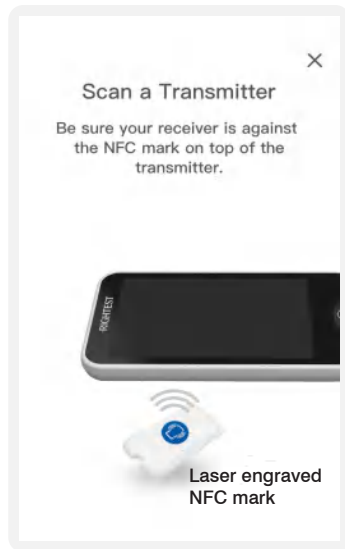 Scan a Transmitter
Be sure your receiver is against
the NFC mark on top of the
transmitter.
RIGHTEST
Laser engraved
NFC mark